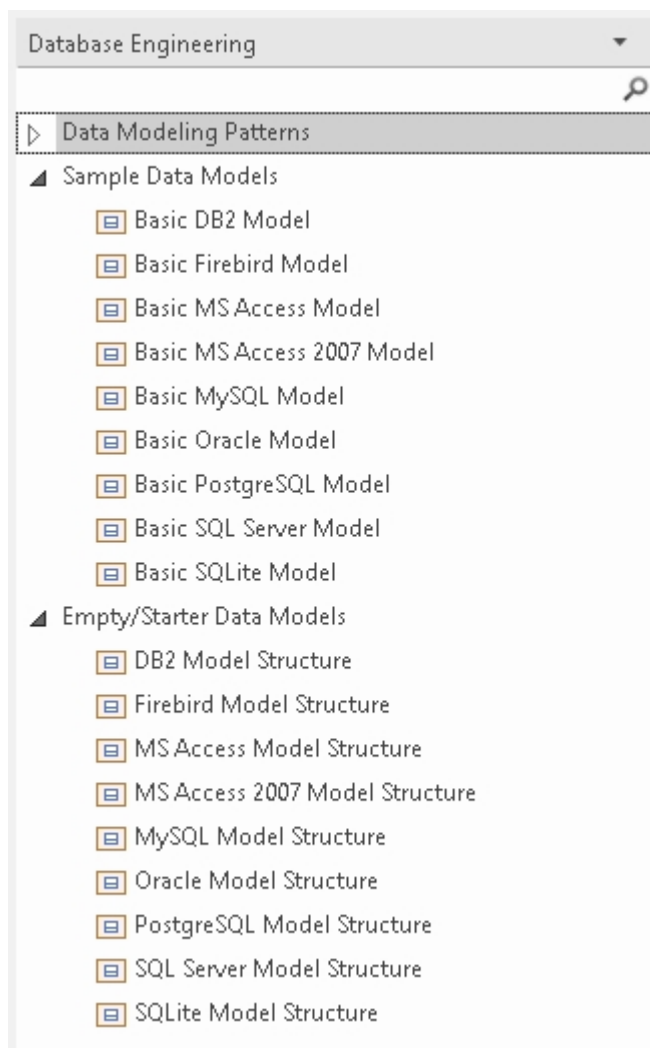 Database Engineering
Data Modeling Patterns
Sample Data Models
Basic DB2 Model
Basic Firebird Model
Basic MS Access Model
Basic MS Access 2007 Model
Basic MySQL Model
Basic Oracle Model
Basic PostgreSQL Model
Basic SQL Server Model
Basic SQLite Model
Empty/Starter Data Models
DB2 Model Structure
Firebird Model Structure
MS Access Model Structure
MS Access 2007 Model Structure
MySQL Model Structure
Oracle Model Structure
PostgreSQL Model Structure
SQL Server Model Structure
SQLite Model Structure